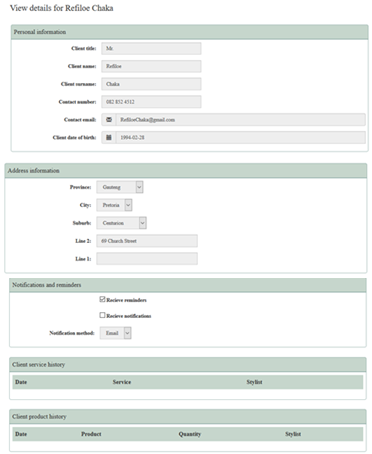 View details for Refiloe Chaka
Personal information
Client title: Mr.
Client name: Refiloe
Client surname: Chaka
Contact number: 082 852 4512
Contact email: RefiloeChaka@gmail.com
Client date of birth: 1994-02-28
Address information
Province: Gauteng
City: Pretoria
Suburb: Centurion
Line 2: 69 Church Street
Line 1:
Notifications and reminders
Recieve reminders
Recieve notifications
Notification method: Email
Client service history
Date Service Stylist
Client product history
Date Product Quantity Stylist